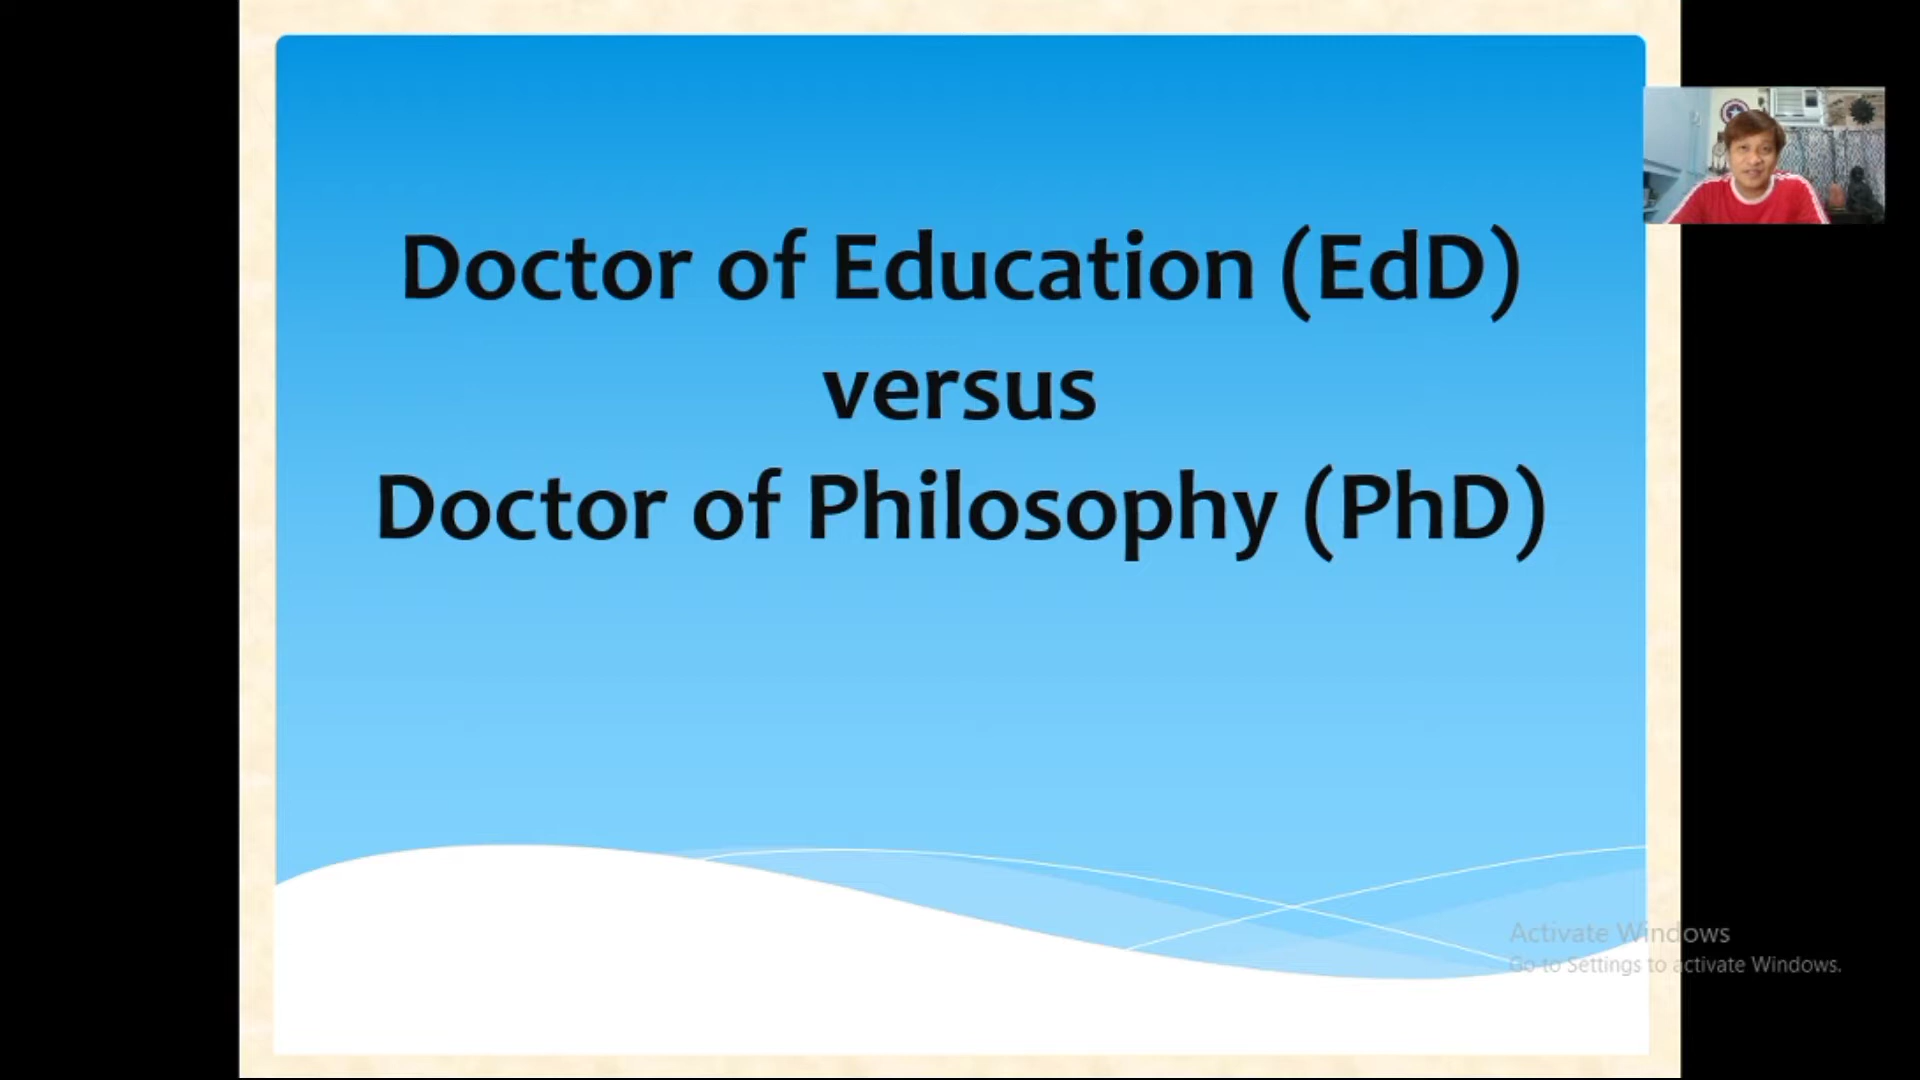 Doctor of Education (EdD)
versus
Doctor of Philosophy (PhD)
Activate Windows
Go to Settings to activate Windows.